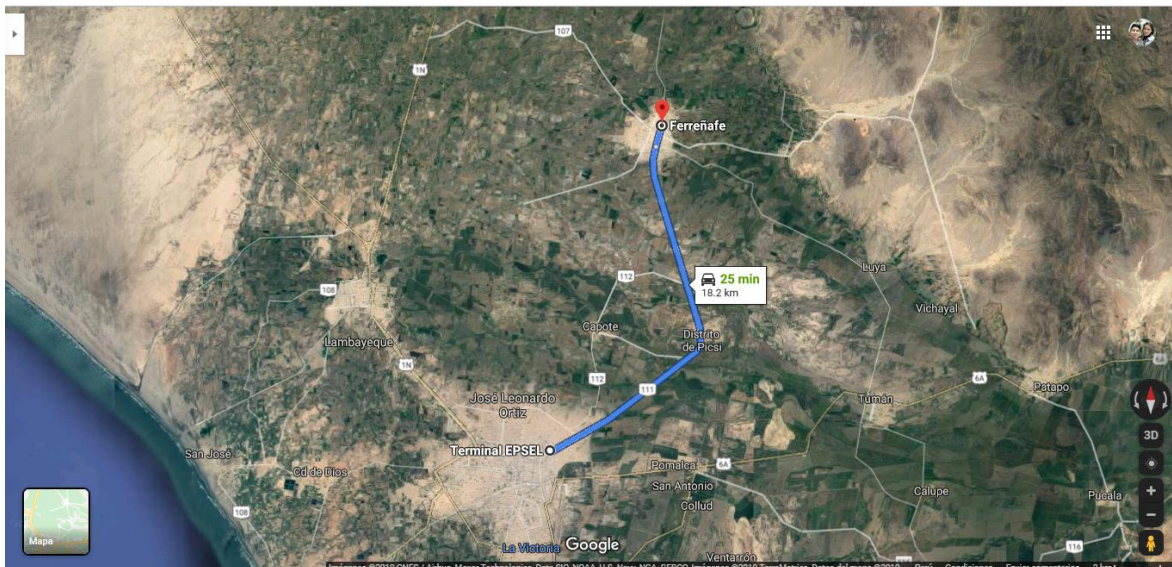 107
1N
Ferreñafe
25 min
18.2 km
112
Luya
Vichayal
108
Capote
Distrito
de Picsi
Lambayeque
1N
112
111
6A
6A
Patapo
José Leonardo
Ortiz
Tumán
Terminal EPSEL
San José
Cd de Dios
Pomalca
6A
San Antonio
Collud
Calupe
Pucala
3D
108
Mapa
La Victoria
Google
Ventarrón
116